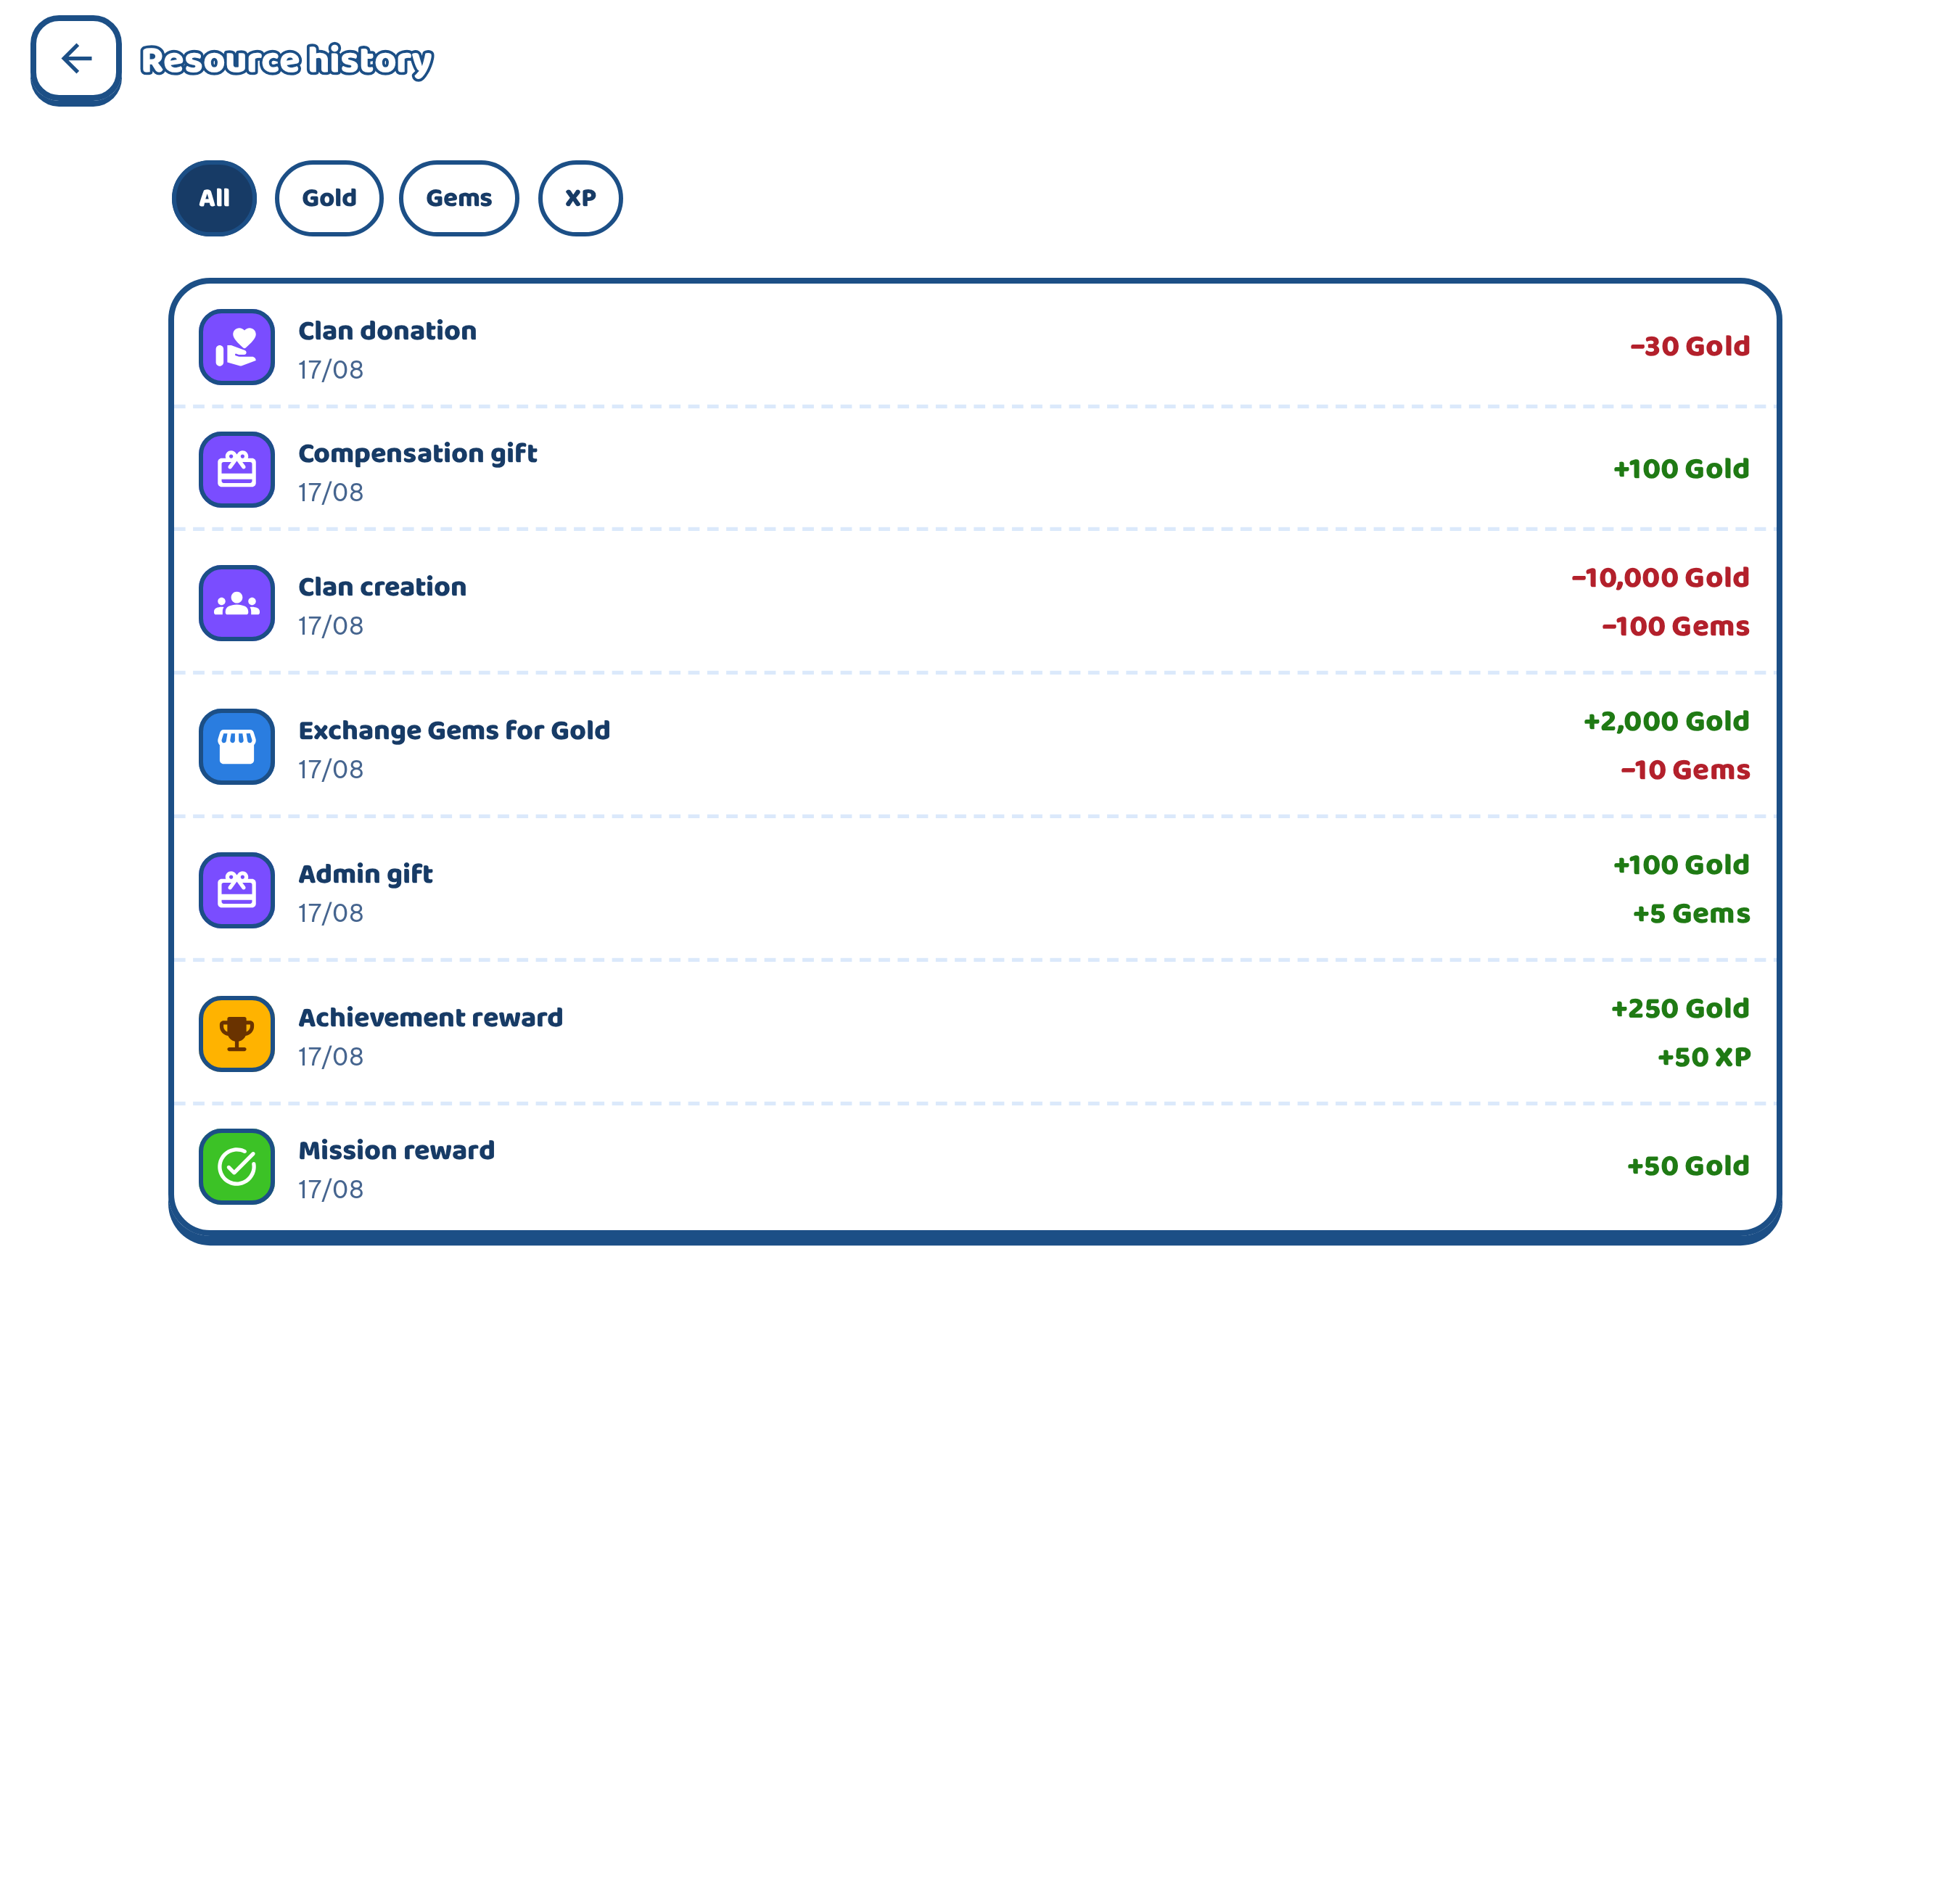 Resource history
All
Gold
Gems
XP
Clan donation
17/08
−30 Gold
Compensation gift
17/08
+100 Gold
Clan creation
17/08
−10,000 Gold
−100 Gems
Exchange Gems for Gold
17/08
+2,000 Gold
−10 Gems
Admin gift
17/08
+100 Gold
+5 Gems
Achievement reward
17/08
+250 Gold
+50 XP
Mission reward
17/08
+50 Gold